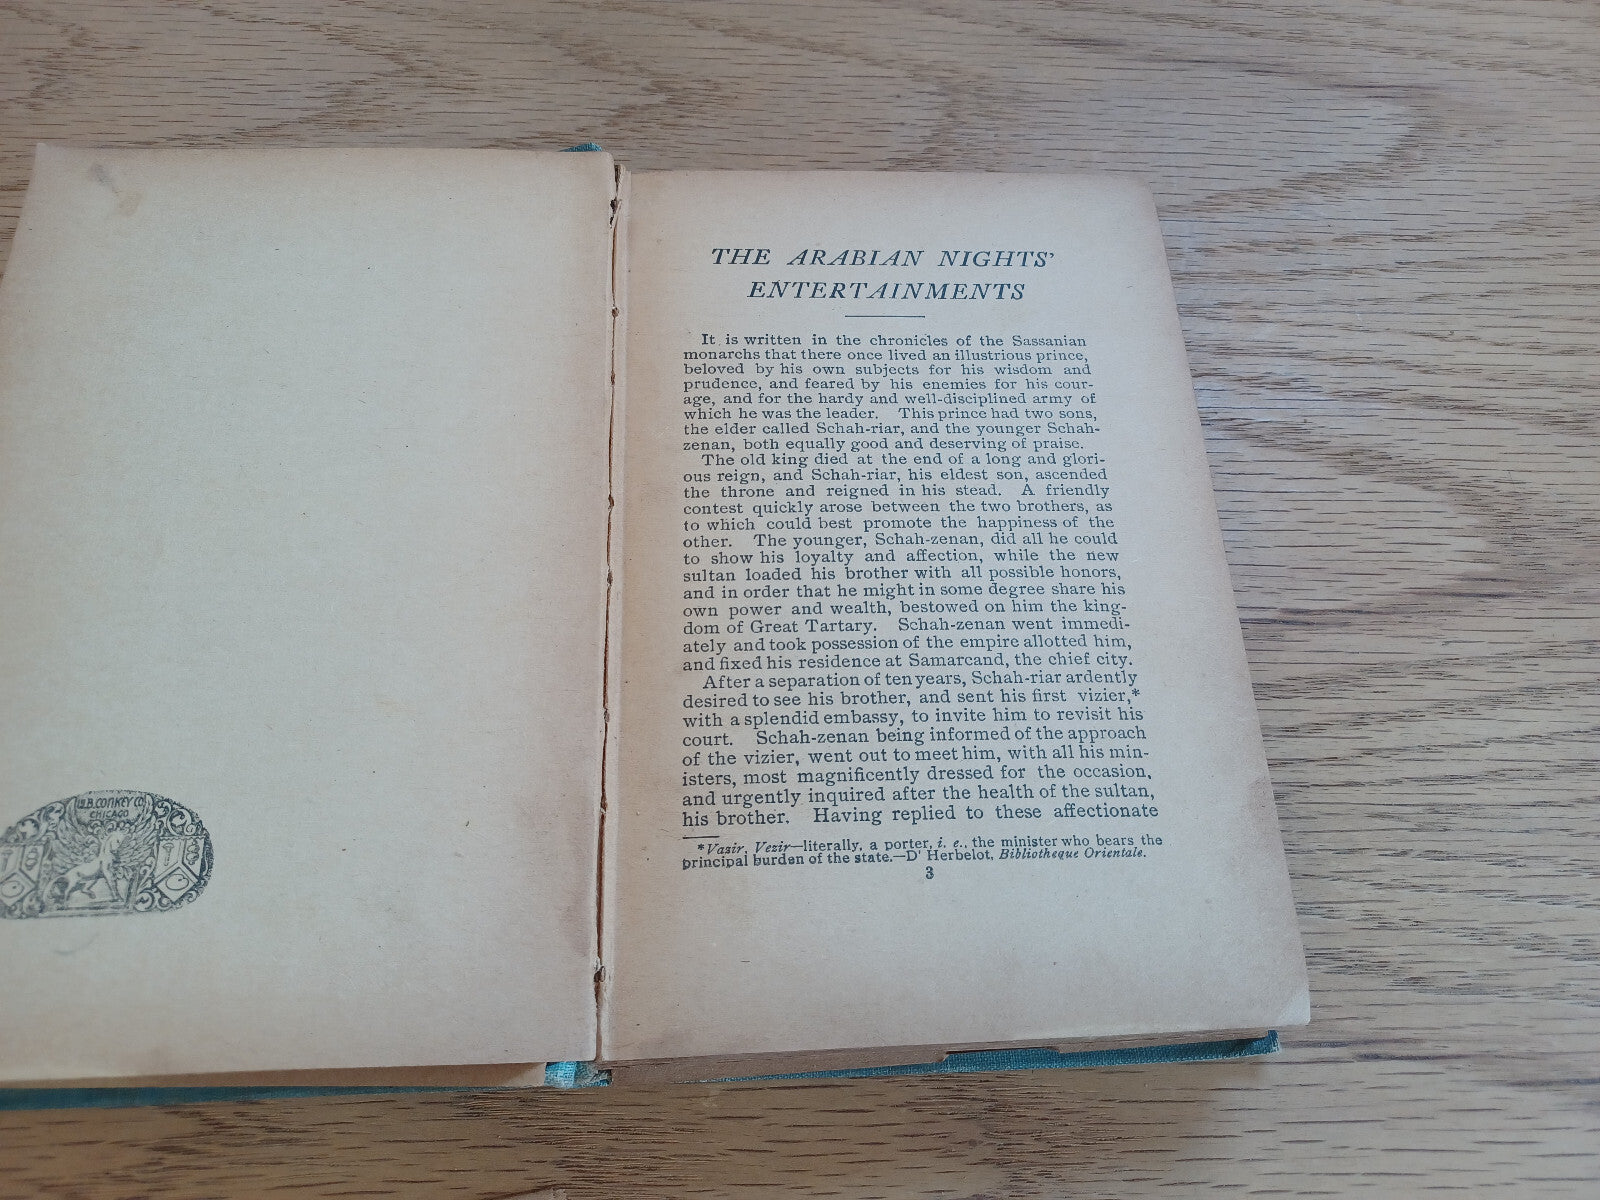 W.B. CONKEY CO.
CHICAGO
THE ARABIAN NIGHTS'
ENTERTAINMENTS
It is written in the chronicles of the Sassanian
monarchs that there once lived an illustrious prince,
beloved by his own subjects for his wisdom and
prudence, and feared by his enemies for his cour-
age, and for the hardy and well-disciplined army of
which he was the leader. This prince had two sons,
the elder called Schah-riar, and the younger Schah-
zenan, both equally good and deserving of praise.
The old king died at the end of a long and glori-
ous reign, and Schah-riar, his eldest son, ascended
the throne and reigned in his stead. A friendly
contest quickly arose between the two brothers, as
to which could best promote the happiness of the
other. The younger, Schah-zenan, did all he could
to show his loyalty and affection, while the new
sultan loaded his brother with all possible honors,
and in order that he might in some degree share his
own power and wealth, bestowed on him the king-
dom of Great Tartary. Schah-zenan went immedi-
ately and took possession of the empire allotted him,
and fixed his residence at Samarcand, the chief city.
After a separation of ten years, Schah-riar ardently
desired to see his brother, and sent his first vizier,*
with a splendid embassy, to invite him to revisit his
court. Schah-zenan being informed of the approach
of the vizier, went out to meet him, with all his min-
isters, most magnificently dressed for the occasion,
and urgently inquired after the health of the sultan,
his brother. Having replied to these affectionate
*Vazir, Vezir—literally, a porter, i. e., the minister who bears the
principal burden of the state.—D' Herbelot, Bibliotheque Orientale.
3